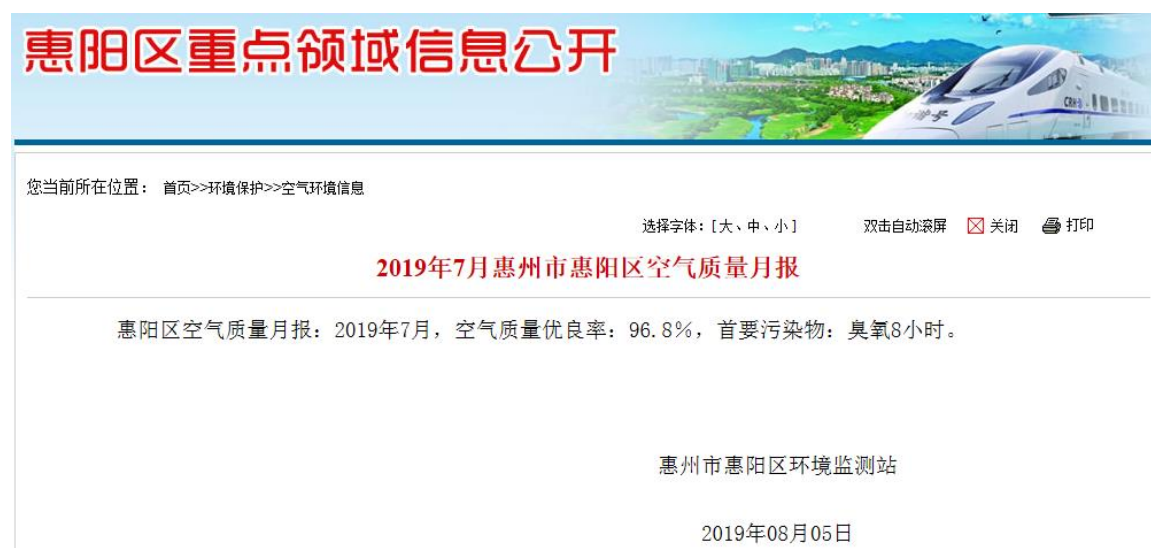 惠阳区重点领域信息公开
CRH
您当前所在位置： 首页>>环境保护>>空气环境信息
选择字体：[大、中、小] 双击自动滚屏 关闭 打印
2019年7月惠州市惠阳区空气质量月报
惠阳区空气质量月报：2019年7月，空气质量优良率：96.8%，首要污染物：臭氧8小时。
惠州市惠阳区环境监测站
2019年08月05日